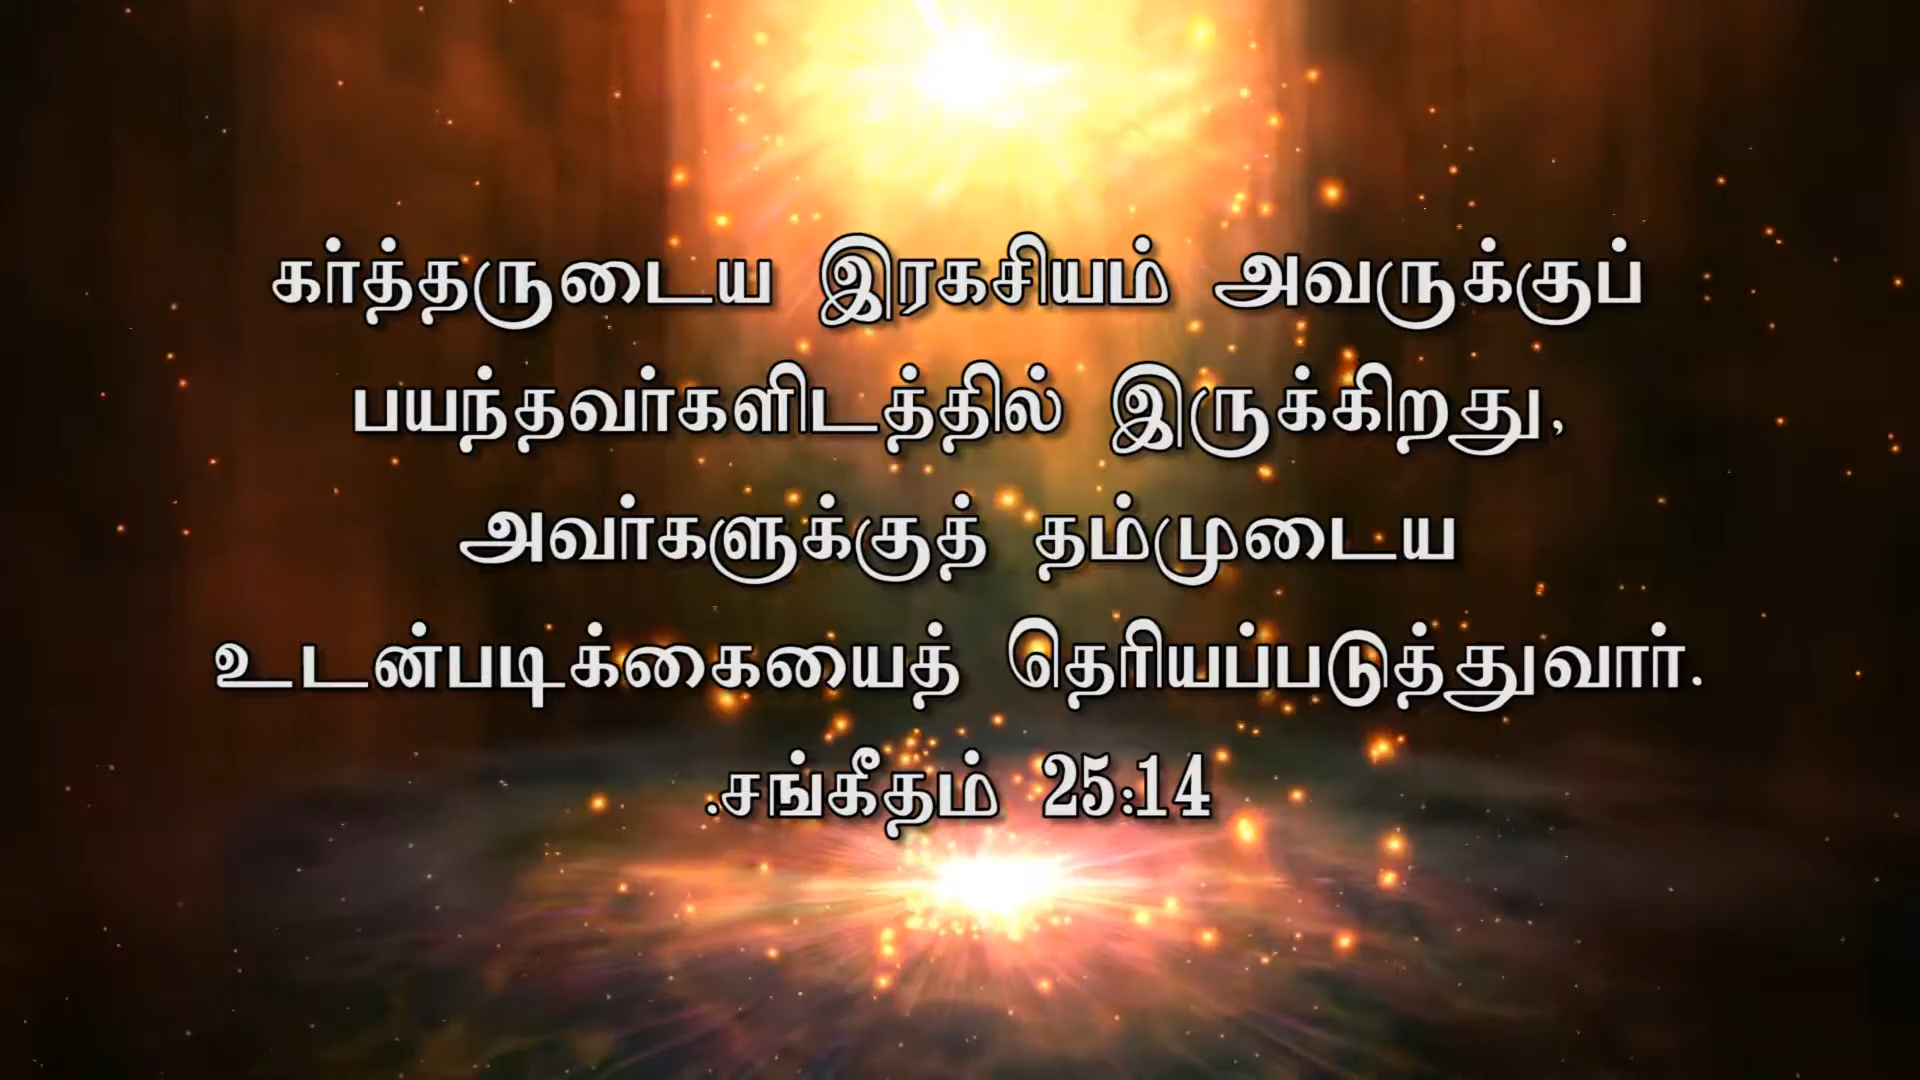 கர்த்தருடைய இரகசியம் அவருக்குப்
பயந்தவர்களிடத்தில் இருக்கிறது,
அவர்களுக்குத் தம்முடைய
உடன்படிக்கையைத் தெரியப்படுத்துவார்.
.சங்கீதம் 25:14